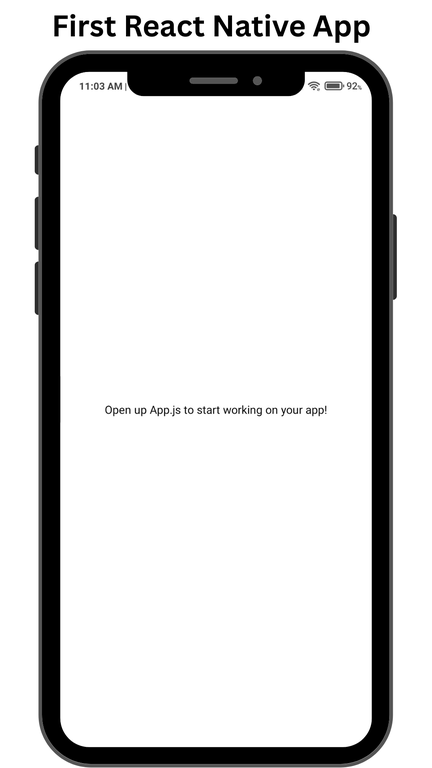 First React Native App
11:03 AM | 92%
Open up App.js to start working on your app!